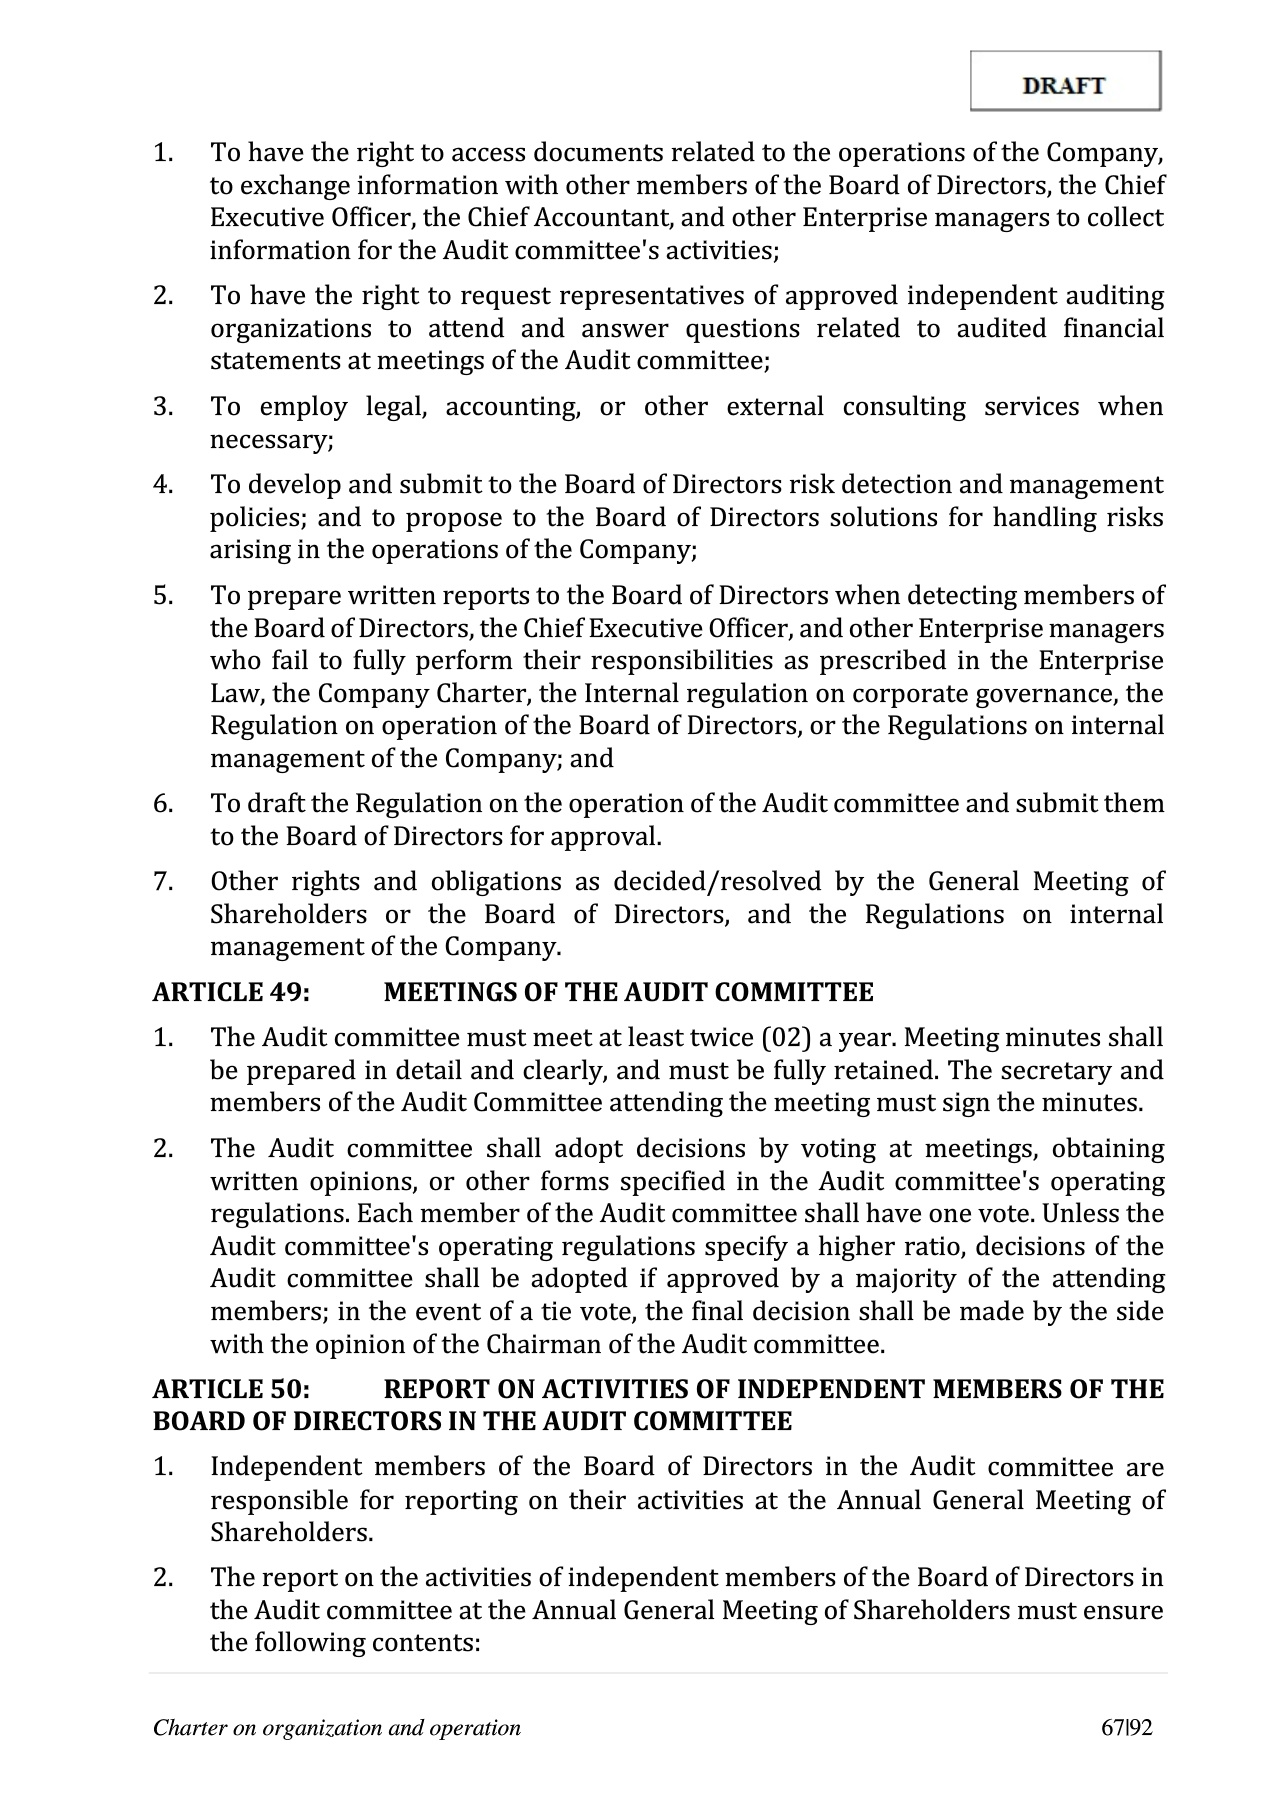 DRAFT
1. To have the right to access documents related to the operations of the Company,
to exchange information with other members of the Board of Directors, the Chief
Executive Officer, the Chief Accountant, and other Enterprise managers to collect
information for the Audit committee's activities;
2. To have the right to request representatives of approved independent auditing
organizations to attend and answer questions related to audited financial
statements at meetings of the Audit committee;
3. To employ legal, accounting, or other external consulting services when
necessary;
4. To develop and submit to the Board of Directors risk detection and management
policies; and to propose to the Board of Directors solutions for handling risks
arising in the operations of the Company;
5. To prepare written reports to the Board of Directors when detecting members of
the Board of Directors, the Chief Executive Officer, and other Enterprise managers
who fail to fully perform their responsibilities as prescribed in the Enterprise
Law, the Company Charter, the Internal regulation on corporate governance, the
Regulation on operation of the Board of Directors, or the Regulations on internal
management of the Company; and
6. To draft the Regulation on the operation of the Audit committee and submit them
to the Board of Directors for approval.
7. Other rights and obligations as decided/resolved by the General Meeting of
Shareholders or the Board of Directors, and the Regulations on internal
management of the Company.
ARTICLE 49: MEETINGS OF THE AUDIT COMMITTEE
1. The Audit committee must meet at least twice (02) a year. Meeting minutes shall
be prepared in detail and clearly, and must be fully retained. The secretary and
members of the Audit Committee attending the meeting must sign the minutes.
2. The Audit committee shall adopt decisions by voting at meetings, obtaining
written opinions, or other forms specified in the Audit committee's operating
regulations. Each member of the Audit committee shall have one vote. Unless the
Audit committee's operating regulations specify a higher ratio, decisions of the
Audit committee shall be adopted if approved by a majority of the attending
members; in the event of a tie vote, the final decision shall be made by the side
with the opinion of the Chairman of the Audit committee.
ARTICLE 50: REPORT ON ACTIVITIES OF INDEPENDENT MEMBERS OF THE
BOARD OF DIRECTORS IN THE AUDIT COMMITTEE
1. Independent members of the Board of Directors in the Audit committee are
responsible for reporting on their activities at the Annual General Meeting of
Shareholders.
2. The report on the activities of independent members of the Board of Directors in
the Audit committee at the Annual General Meeting of Shareholders must ensure
the following contents:
Charter on organization and operation 67|92